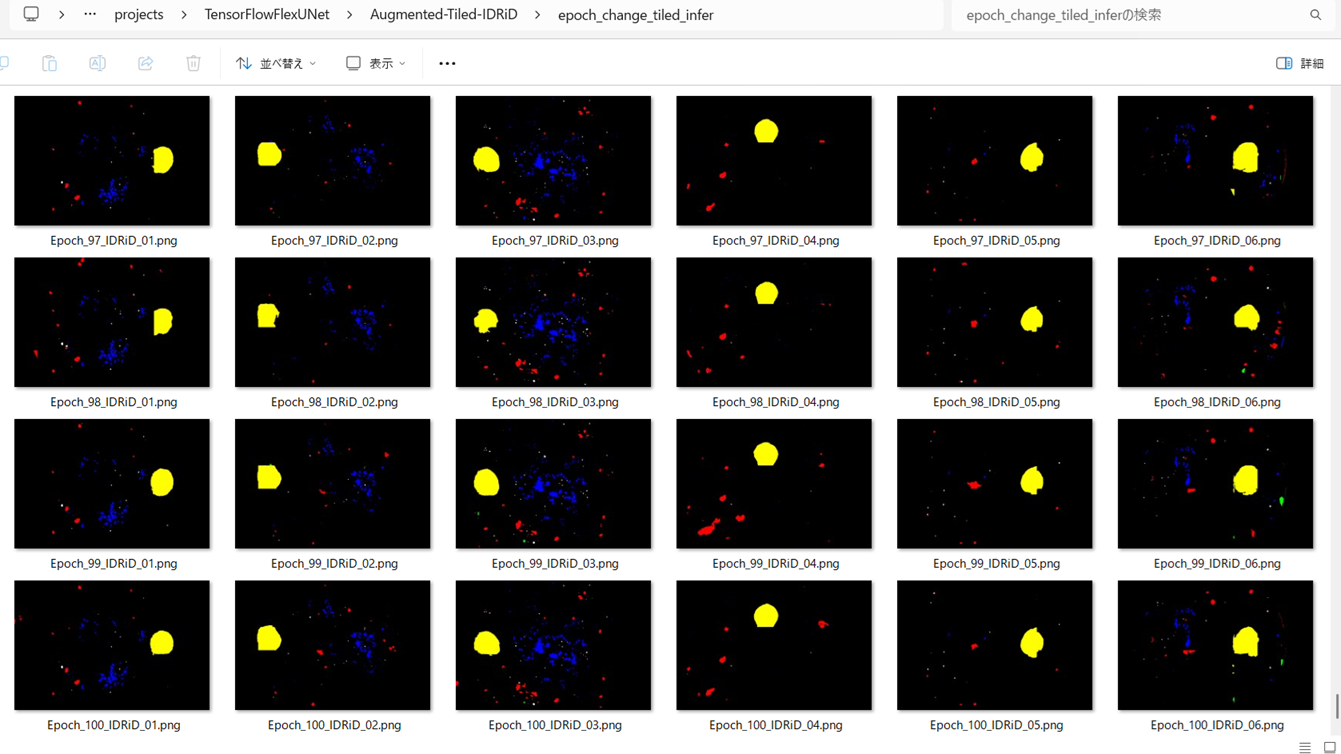 … projects > TensorFlowFlexUNet > Augmented-Tiled-IDRiD > epoch_change_tiled_infer
epoch_change_tiled_inferの検索
並べ替え 表示 … 詳細
Epoch_97_IDRiD_01.png Epoch_97_IDRiD_02.png Epoch_97_IDRiD_03.png Epoch_97_IDRiD_04.png Epoch_97_IDRiD_05.png Epoch_97_IDRiD_06.png
Epoch_98_IDRiD_01.png Epoch_98_IDRiD_02.png Epoch_98_IDRiD_03.png Epoch_98_IDRiD_04.png Epoch_98_IDRiD_05.png Epoch_98_IDRiD_06.png
Epoch_99_IDRiD_01.png Epoch_99_IDRiD_02.png Epoch_99_IDRiD_03.png Epoch_99_IDRiD_04.png Epoch_99_IDRiD_05.png Epoch_99_IDRiD_06.png
Epoch_100_IDRiD_01.png Epoch_100_IDRiD_02.png Epoch_100_IDRiD_03.png Epoch_100_IDRiD_04.png Epoch_100_IDRiD_05.png Epoch_100_IDRiD_06.png